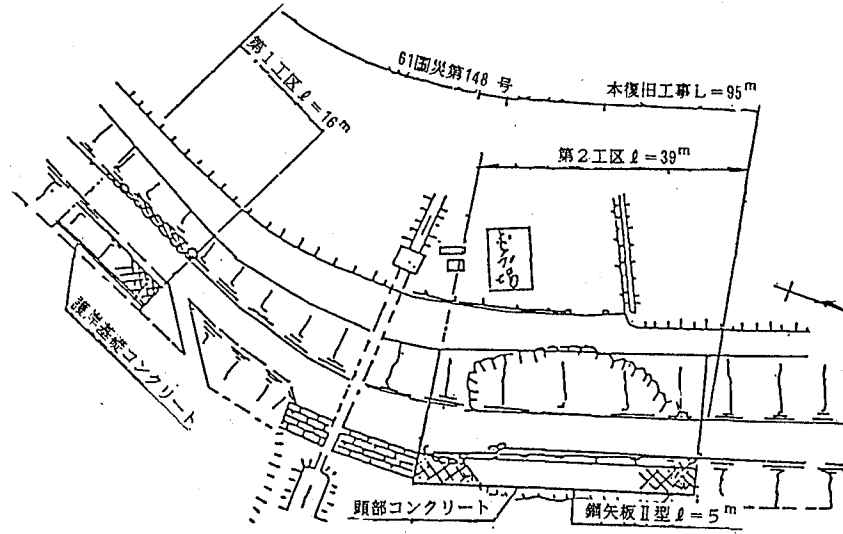 第1工区 ℓ=16m
61国災第148号
本復旧工事L=95m
第2工区 ℓ=39m
護岸基礎コンクリート
頭部コンクリート
鋼矢板Ⅱ型 ℓ=5m